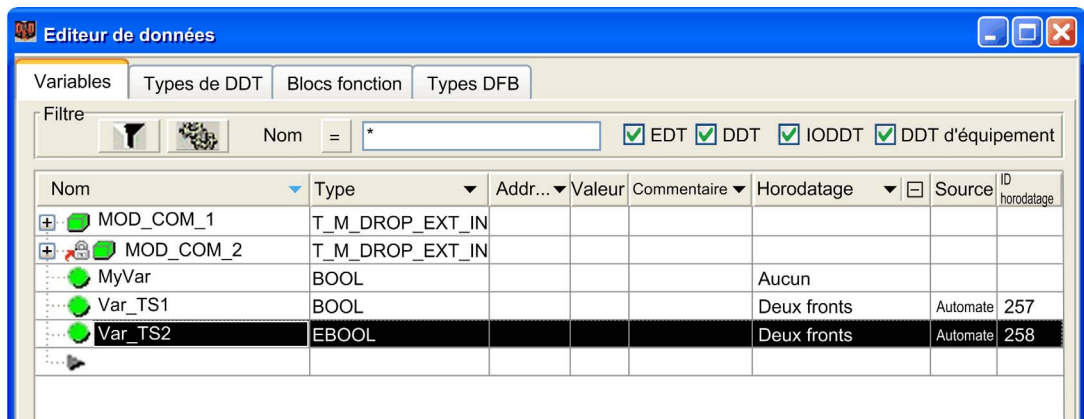 Editeur de données
Variables Types de DDT Blocs fonction Types DFB
Filtre
Nom = * EDT DDT IODDT DDT d'équipement
Nom Type Addr... Valeur Commentaire Horodatage Source ID horodatage
MOD_COM_1 T_M_DROP_EXT_IN
MOD_COM_2 T_M_DROP_EXT_IN
MyVar BOOL Aucun
Var_TS1 BOOL Deux fronts Automate 257
Var_TS2 EBOOL Deux fronts Automate 258